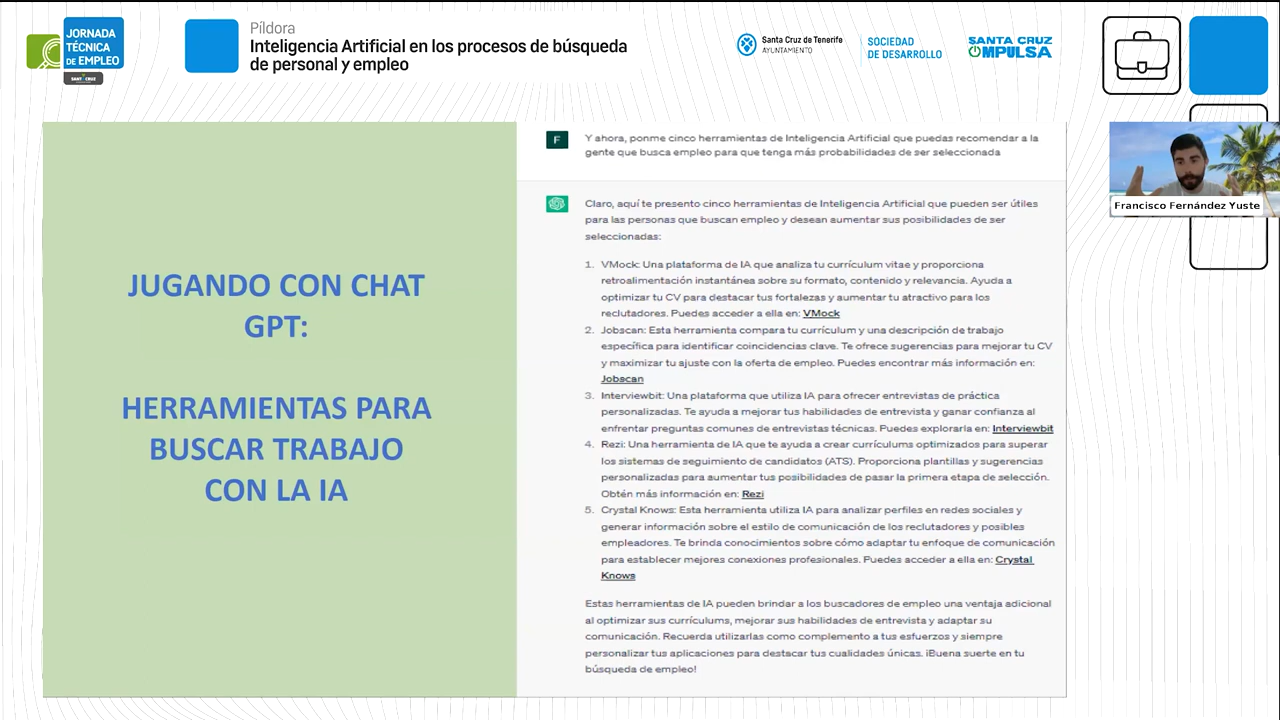 JORNADA
TÉCNICA
DE EMPLEO
SANTA CRUZ
Píldora
Inteligencia Artificial en los procesos de búsqueda
de personal y empleo
Santa Cruz de Tenerife
AYUNTAMIENTO
SOCIEDAD
DE DESARROLLO
SANTA CRUZ
IMPULSA
JUGANDO CON CHAT
GPT:
HERRAMIENTAS PARA
BUSCAR TRABAJO
CON LA IA
F
Y ahora, ponme cinco herramientas de Inteligencia Artificial que puedas recomendar a la
gente que busca empleo para que tenga más probabilidades de ser seleccionada
Claro, aquí te presento cinco herramientas de Inteligencia Artificial que pueden ser útiles
para las personas que buscan empleo y desean aumentar sus posibilidades de ser
seleccionadas:
1. VMock: Una plataforma de IA que analiza tu currículum vitae y proporciona
retroalimentación instantánea sobre su formato, contenido y relevancia. Ayuda a
optimizar tu CV para destacar tus fortalezas y aumentar tu atractivo para los
reclutadores. Puedes acceder a ella en: VMock
2. Jobscan: Esta herramienta compara tu currículum y una descripción de trabajo
específica para identificar coincidencias clave. Te ofrece sugerencias para mejorar tu CV
y maximizar tu ajuste con la oferta de empleo. Puedes encontrar más información en:
Jobscan
3. Interviewbit: Una plataforma que utiliza IA para ofrecer entrevistas de práctica
personalizadas. Te ayuda a mejorar tus habilidades de entrevista y ganar confianza al
enfrentar preguntas comunes de entrevistas técnicas. Puedes explorarla en: Interviewbit
4. Rezi: Una herramienta de IA que te ayuda a crear currículums optimizados para superar
los sistemas de seguimiento de candidatos (ATS). Proporciona plantillas y sugerencias
personalizadas para aumentar tus posibilidades de pasar la primera etapa de selección.
Obtén más información en: Rezi
5. Crystal Knows: Esta herramienta utiliza IA para analizar perfiles en redes sociales y
generar información sobre el estilo de comunicación de los reclutadores y posibles
empleadores. Te brinda conocimientos sobre cómo adaptar tu enfoque de comunicación
para establecer mejores conexiones profesionales. Puedes acceder a ella en: Crystal
Knows
Estas herramientas de IA pueden brindar a los buscadores de empleo una ventaja adicional
al optimizar sus currículums, mejorar sus habilidades de entrevista y adaptar su
comunicación. Recuerda utilizarlas como complemento a tus esfuerzos y siempre
personalizar tus aplicaciones para destacar tus cualidades únicas. ¡Buena suerte en tu
búsqueda de empleo!
Francisco Fernández Yuste